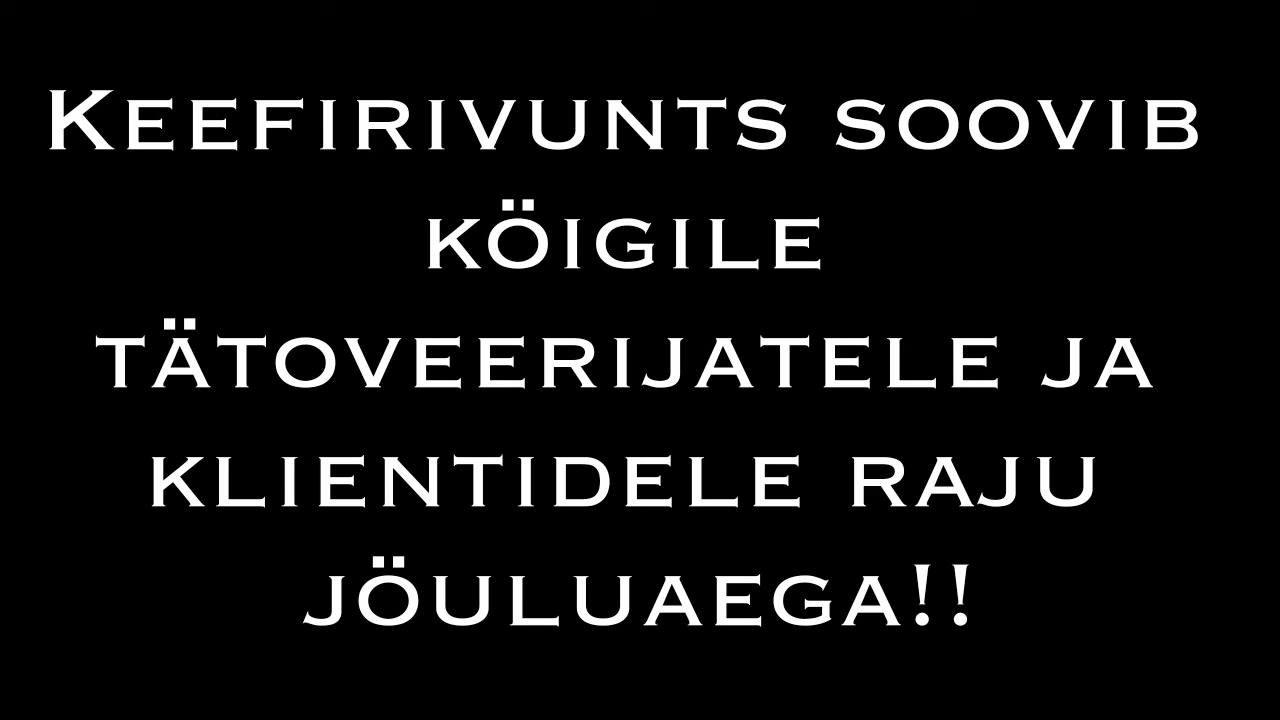 Keefirivunts soovib
köigile
tätoveerijatele ja
klientidele raju
jöuluaega!!